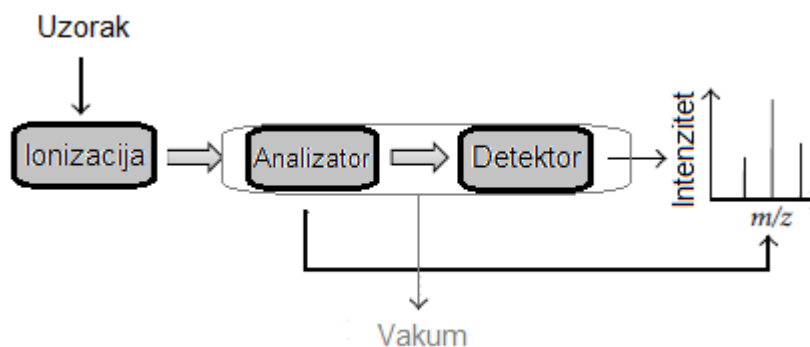 Uzorak
Ionizacija
Analizator
Detektor
Intenzitet
m/z
Vakum